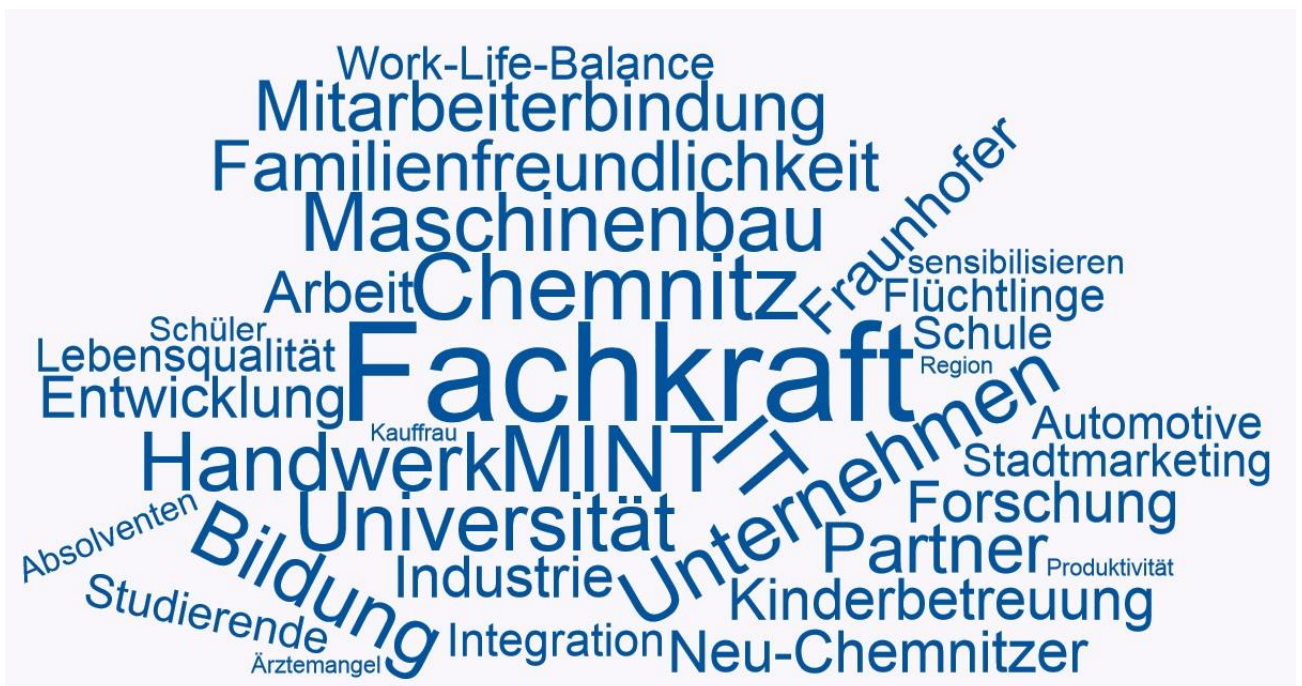 Work-Life-Balance
Mitarbeiterbindung
Familienfreundlichkeit
Fraunhofer
Maschinenbau
sensibilisieren
Arbeit
Chemnitz
Flüchtlinge
Schüler
Schule
Lebensqualität
Fachkraft
Region
Entwicklung
Unternehmen
Kauffrau
Automotive
Handwerk
MINT
IT
Stadtmarketing
Absolventen
Universität
Forschung
Bildung
Partner
Industrie
Produktivität
Studierende
Kinderbetreuung
Integration
Neu-Chemnitzer
Ärztemangel